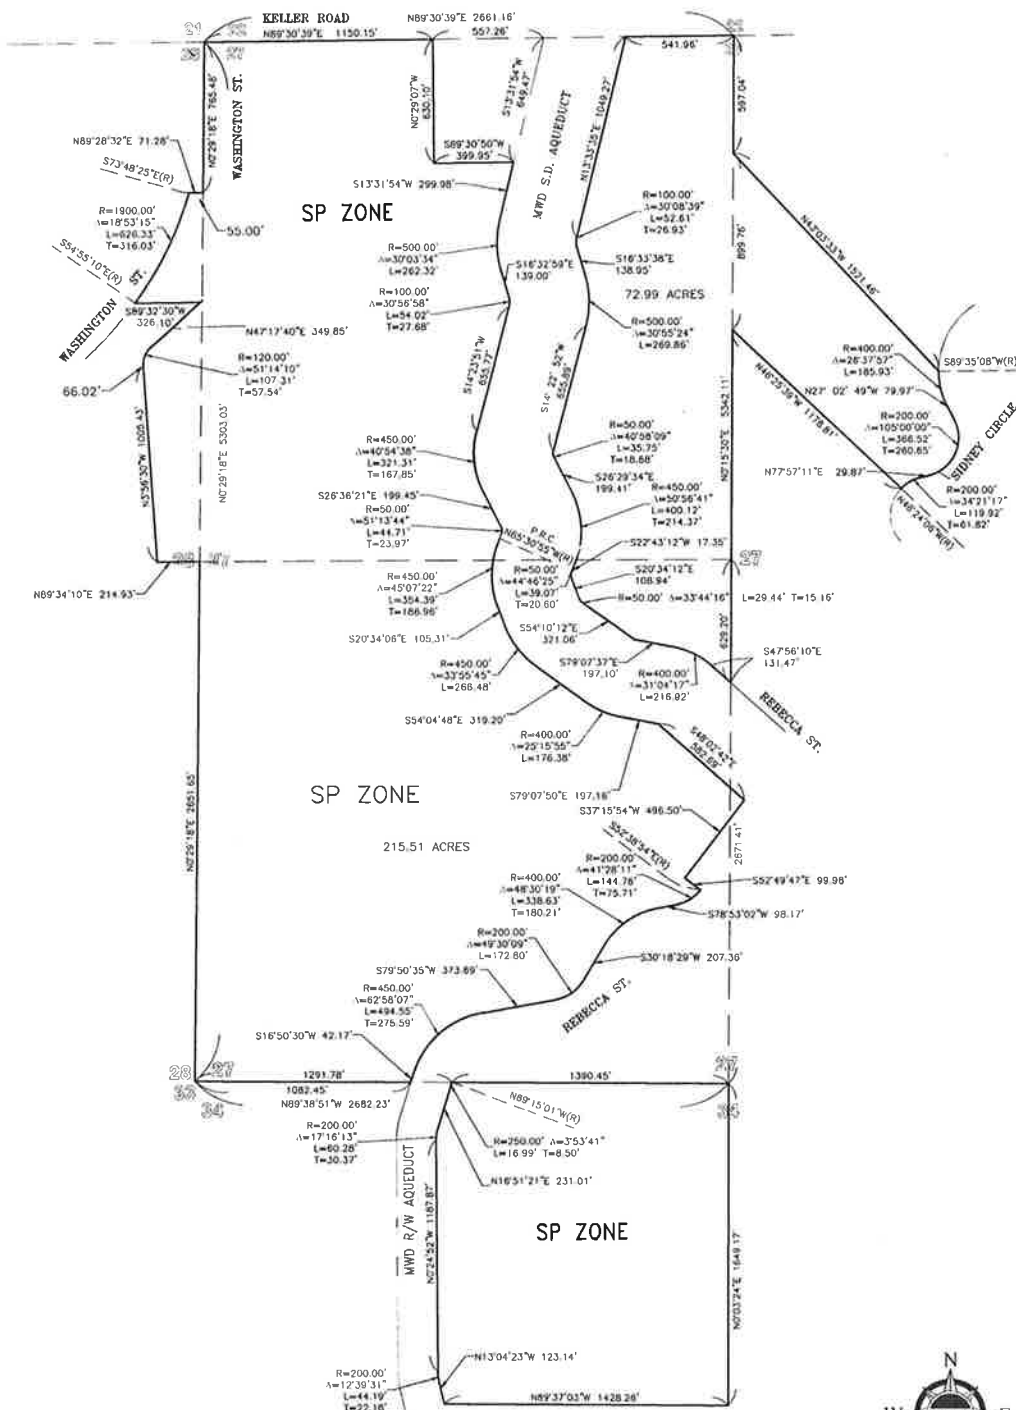 KELLER ROAD
N89°30'39"E 2661.16'
N89°30'39"E 1150.15'
557.26'
541.96'
N0°29'18"E 765.48'
WASHINGTON ST.
N0°29'07"W
630.10'
S13°31'54"W
649.47'
MWD S.D. AQUEDUCT
N13°35'35"E 1049.27'
597.04'
N89°28'32"E 71.28'
S73°48'25"E(R)
S89°30'50"W
399.95'
S13°31'54"W 299.98'
SP ZONE
R=1900.00'
Δ=18°53'15"
L=626.33'
T=316.03'
55.00'
R=100.00'
Δ=30°08'39"
L=52.61'
T=26.93'
N43°03'33"W 1521.46'
899.76'
R=500.00'
Δ=30°03'34"
L=262.32'
S16°32'59"E
139.00'
S16°33'38"E
138.95'
S54°55'10"E(R)
WASHINGTON ST.
S89°32'30"W
326.10'
R=100.00'
Δ=30°56'58"
L=54.02'
T=27.68'
72.99 ACRES
R=500.00'
Δ=30°55'24"
L=269.86'
N47°17'40"E 349.85'
R=120.00'
Δ=51°14'10"
L=107.31'
T=57.54'
66.02'
S14°23'51"W
655.77'
S14° 22' 52"W
655.89'
N46°25'39"W 1178.81'
R=400.00'
Δ=26°37'57"
L=185.93'
S89°35'08"W(R)
N27° 02' 49"W 79.97'
R=200.00'
Δ=105°00'00"
L=366.52'
T=260.65'
SIDNEY CIRCLE
N3°56'30"W 1005.43'
N0°29'18"E 5303.03'
N0°15'30"E 5342.11'
R=450.00'
Δ=40°54'38"
L=321.31'
T=167.85'
R=50.00'
Δ=40°58'09"
L=35.75'
T=18.68'
S26°29'34"E
199.41'
N77°57'11"E 29.87'
R=200.00'
Δ=34°21'17"
L=119.92'
T=61.82'
N48°24'06"W(R)
S26°36'21"E 199.45'
R=50.00'
Δ=51°13'44"
L=44.71'
T=23.97'
R=450.00'
Δ=50°56'41"
L=400.12'
T=214.37'
P.R.C.
N65°30'55"W(R)
S22°43'12"W 17.35'
27
N89°34'10"E 214.93'
R=450.00'
Δ=45°07'22"
L=354.39'
T=186.96'
R=50.00'
Δ=44°46'25"
L=39.07'
T=20.60'
S20°34'12"E
108.94'
R=50.00' Δ=33°44'16" L=29.44' T=15.16'
S20°34'06"E 105.31'
S54°10'12"E
321.06'
629.20'
R=450.00'
Δ=33°55'45"
L=266.48'
S79°07'37"E
197.10'
R=400.00'
Δ=31°04'17"
L=216.92'
S47°56'10"E
131.47'
REBECCA ST.
S54°04'48"E 319.20'
R=400.00'
Δ=25°15'55"
L=176.38'
S48°02'42"E
582.69'
N0°29'18"E 2651.65'
SP ZONE
S79°07'50"E 197.16'
S37°15'54"W 496.50'
2671.41'
215.51 ACRES
S52°38'54"E(R)
R=200.00'
Δ=41°28'11"
L=144.76'
T=75.71'
S52°49'47"E 99.98'
R=400.00'
Δ=48°30'19"
L=338.63'
T=180.21'
S78°53'02"W 98.17'
R=200.00'
Δ=49°30'09"
L=172.80'
S30°18'29"W 207.36'
S79°50'35"W 373.69'
R=450.00'
Δ=62°58'07"
L=494.55'
T=275.59'
REBECCA ST.
S16°50'30"W 42.17'
28 27
33 34
1291.78'
1390.45'
1082.45'
N89°38'51"W 2682.23'
N89°15'01"W(R)
R=200.00'
Δ=17°16'13"
L=60.28'
T=30.37'
R=250.00' Δ=3°53'41"
L=16.99' T=8.50'
N16°51'21"E 231.01'
MWD R/W AQUEDUCT
N0°24'52"W 1187.87'
SP ZONE
N0°03'24"E 1649.17'
N13°04'23"W 123.14'
R=200.00'
Δ=12°39'31"
L=44.19'
T=22.18'
N89°37'03"W 1428.26'
N